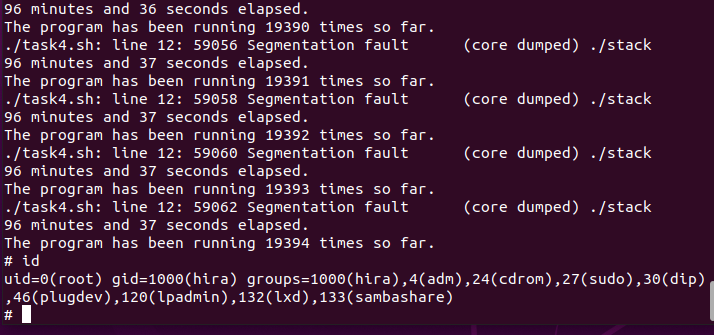 96 minutes and 36 seconds elapsed.
The program has been running 19390 times so far.
./task4.sh: line 12: 59056 Segmentation fault      (core dumped) ./stack
96 minutes and 37 seconds elapsed.
The program has been running 19391 times so far.
./task4.sh: line 12: 59058 Segmentation fault      (core dumped) ./stack
96 minutes and 37 seconds elapsed.
The program has been running 19392 times so far.
./task4.sh: line 12: 59060 Segmentation fault      (core dumped) ./stack
96 minutes and 37 seconds elapsed.
The program has been running 19393 times so far.
./task4.sh: line 12: 59062 Segmentation fault      (core dumped) ./stack
96 minutes and 37 seconds elapsed.
The program has been running 19394 times so far.
# id
uid=0(root) gid=1000(hira) groups=1000(hira),4(adm),24(cdrom),27(sudo),30(dip)
,46(plugdev),120(lpadmin),132(lxd),133(sambashare)
#